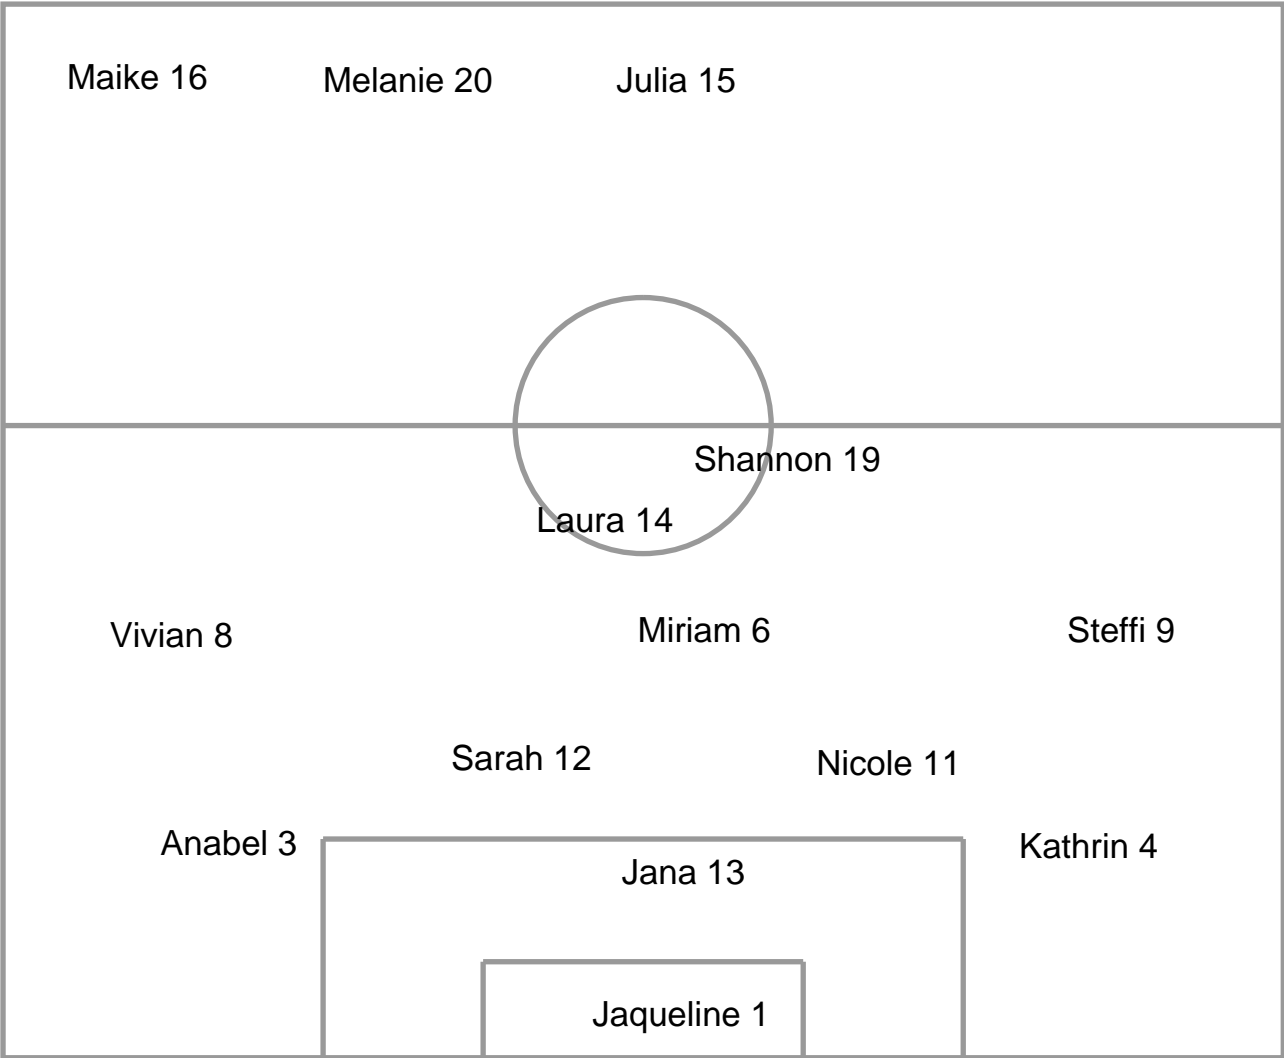 Maike 16 Melanie 20 Julia 15
Shannon 19
Laura 14
Vivian 8 Miriam 6 Steffi 9
Sarah 12 Nicole 11
Anabel 3 Kathrin 4
Jana 13
Jaqueline 1